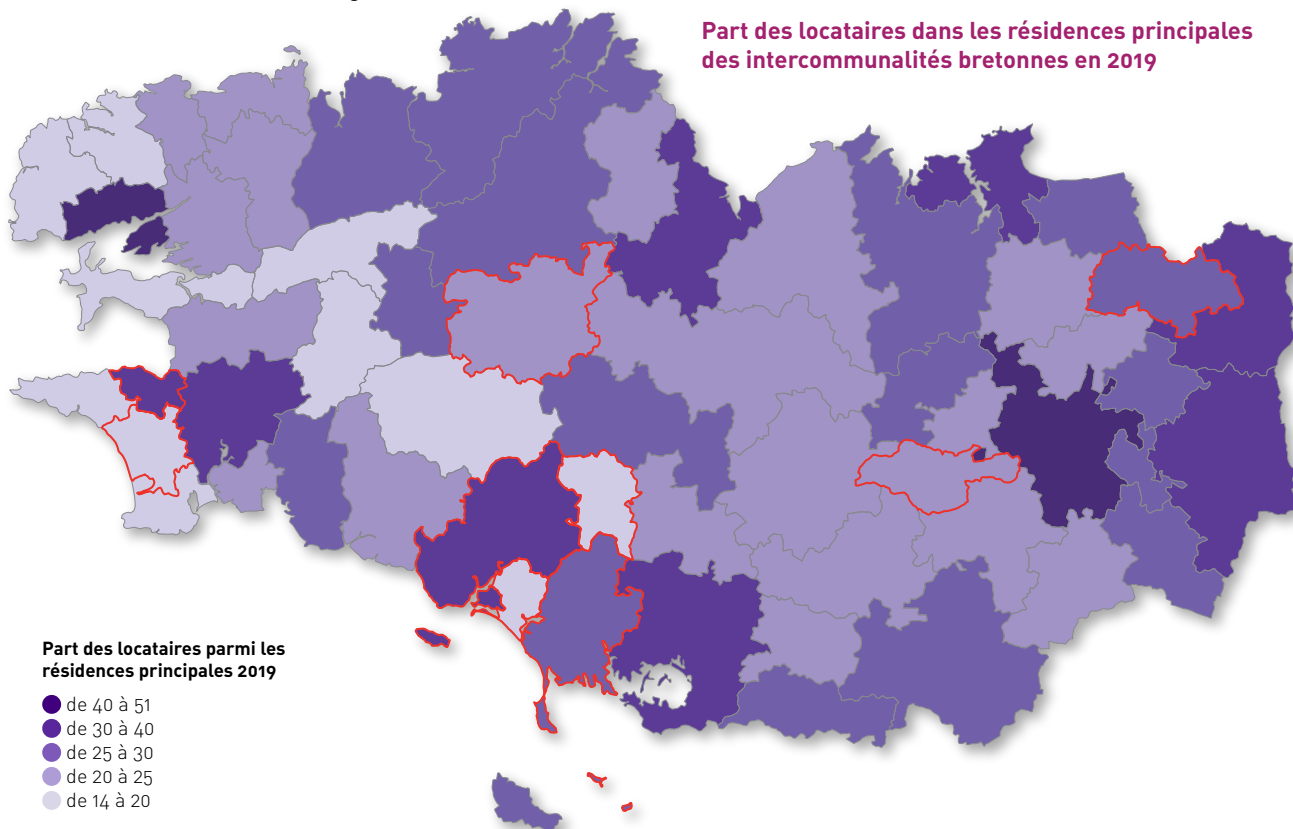 Part des locataires dans les résidences principales
des intercommunalités bretonnes en 2019
Part des locataires parmi les
résidences principales 2019
de 40 à 51
de 30 à 40
de 25 à 30
de 20 à 25
de 14 à 20